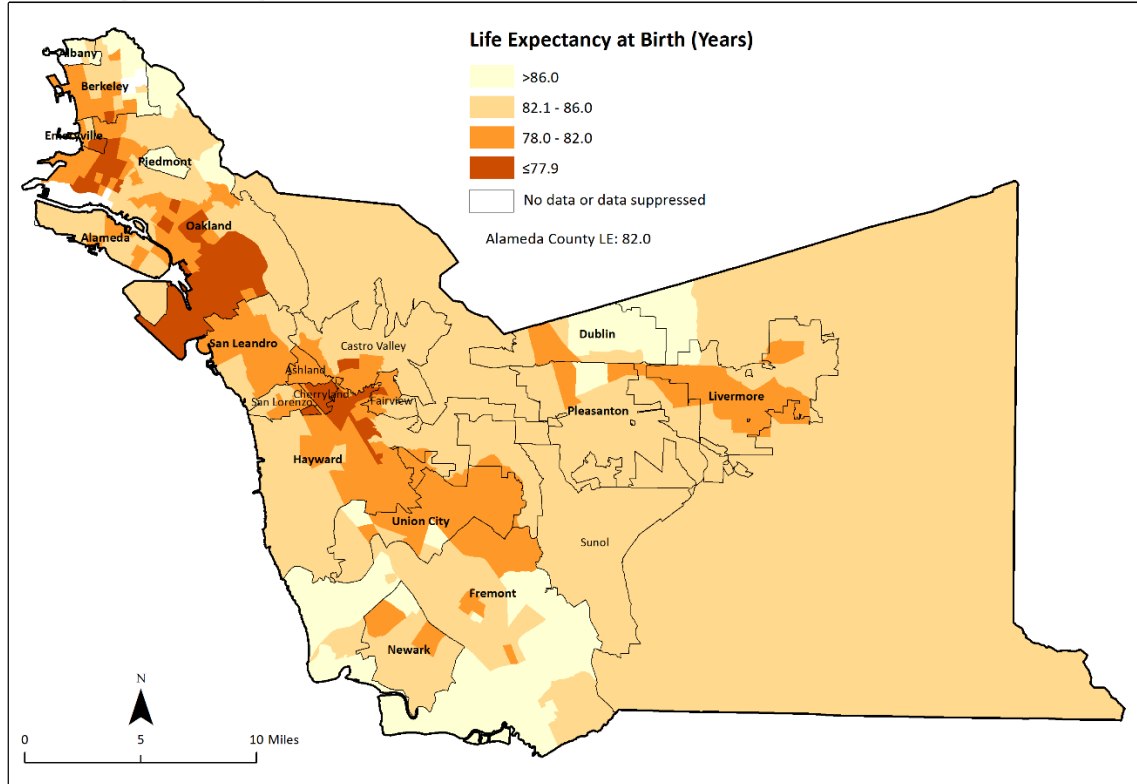 Life Expectancy at Birth (Years)
>86.0
82.1 - 86.0
78.0 - 82.0
≤77.9
No data or data suppressed
Alameda County LE: 82.0
Albany
Berkeley
Emeryville
Piedmont
Oakland
Alameda
San Leandro
Castro Valley
Ashland
Cherryland
San Lorenzo
Fairview
Hayward
Union City
Dublin
Livermore
Pleasanton
Sunol
Fremont
Newark
N
0 5 10 Miles